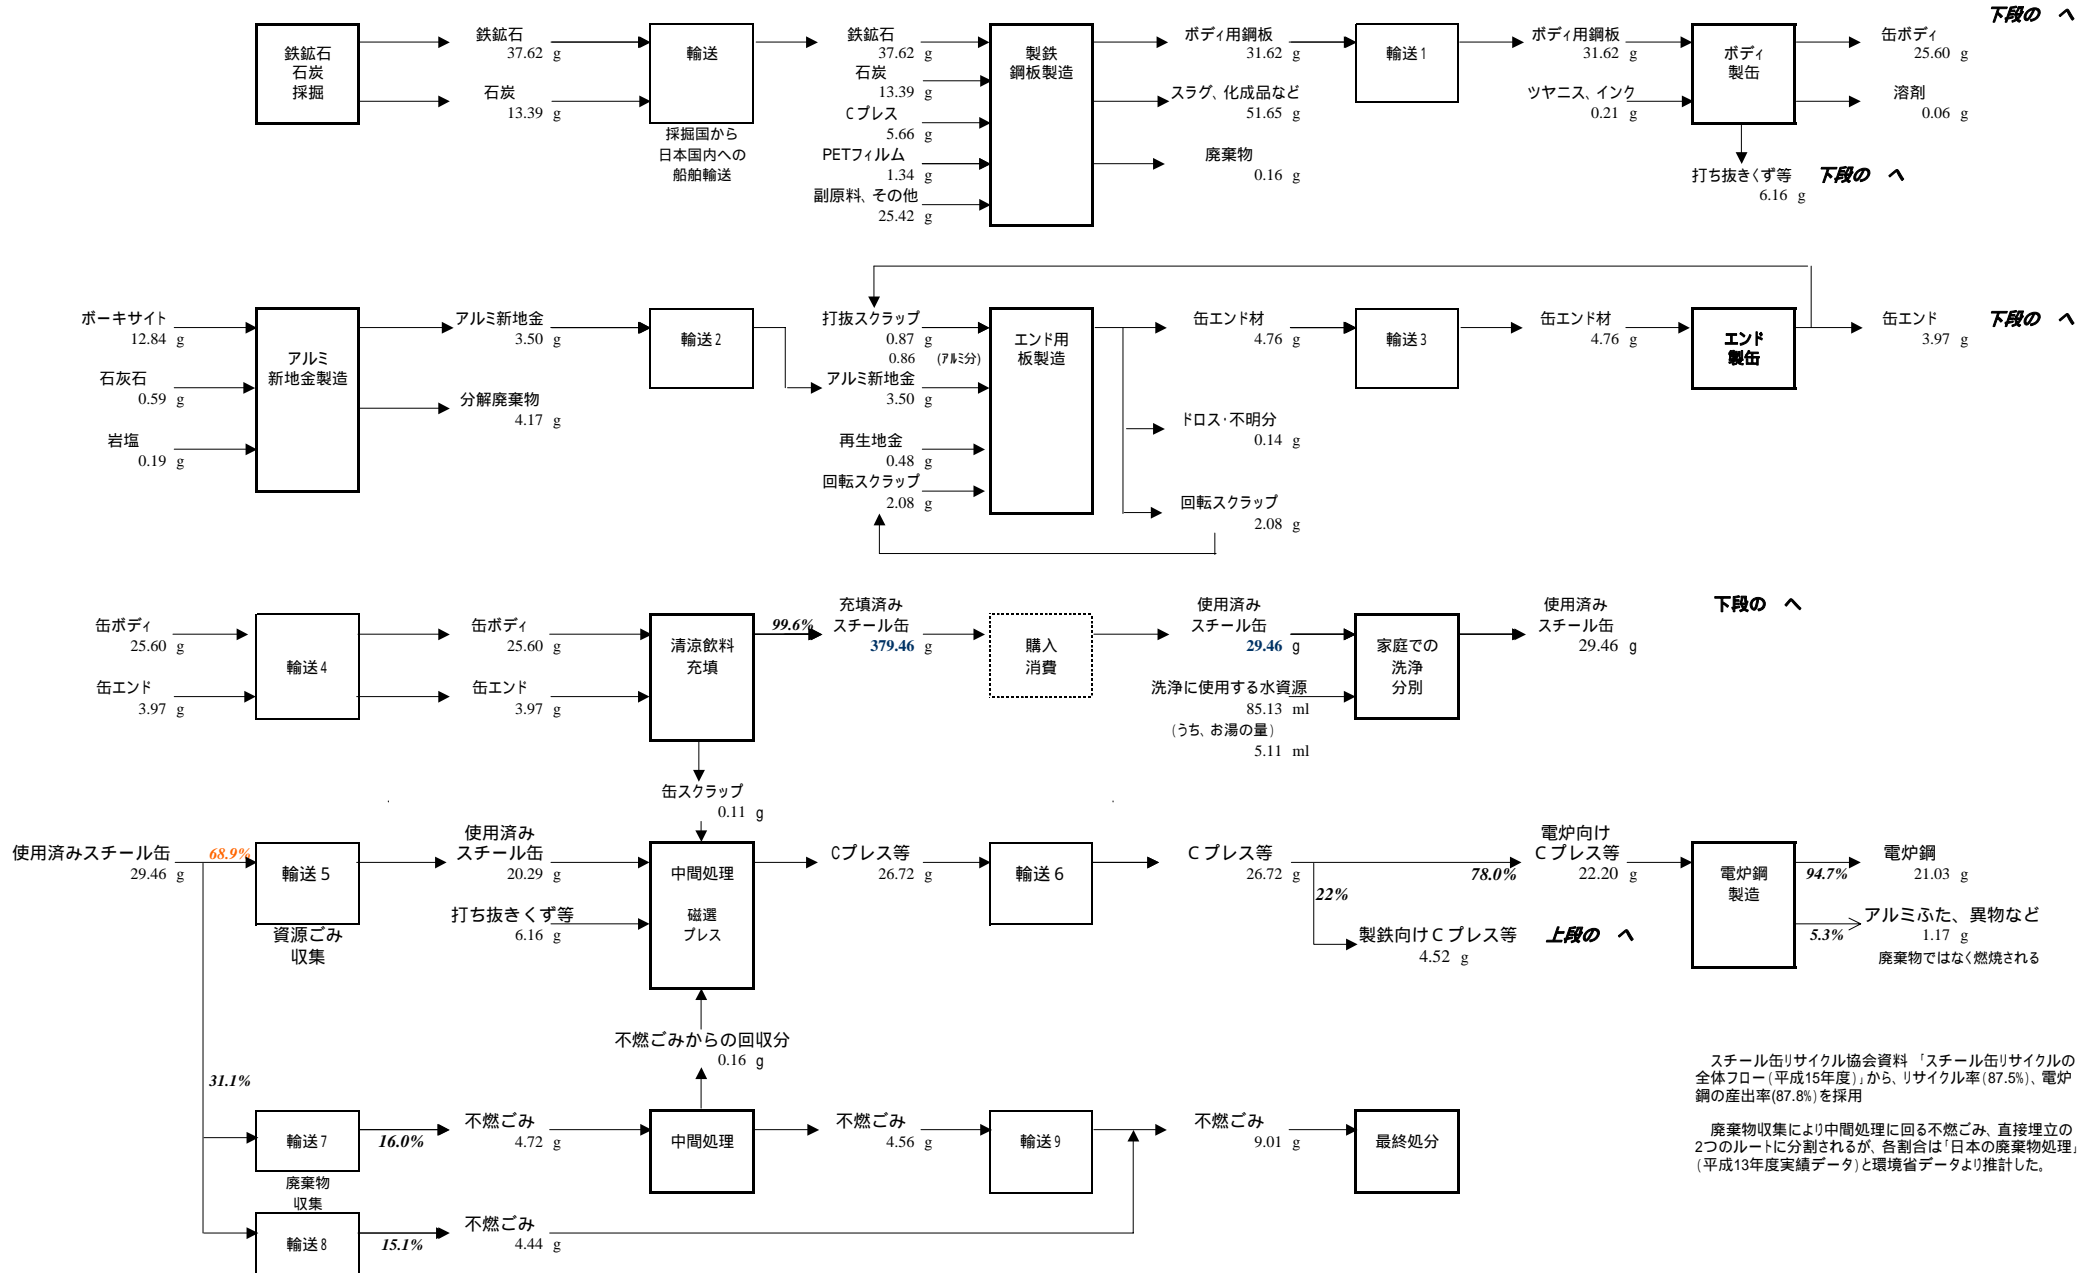 下段の へ
鉄鉱石
石炭
採掘
鉄鉱石
37.62 g
石炭
13.39 g
輸送
採掘国から
日本国内への
船舶輸送
鉄鉱石
37.62 g
石炭
13.39 g
Cプレス
5.66 g
PETフィルム
1.34 g
副原料、その他
25.42 g
製鉄
鋼板製造
ボディ用鋼板
31.62 g
スラグ、化成品など
51.65 g
廃棄物
0.16 g
輸送1
ボディ用鋼板
31.62 g
ツヤニス、インク
0.21 g
ボディ
製缶
缶ボディ
25.60 g
溶剤
0.06 g
打ち抜きくず等 下段の へ
6.16 g
ボーキサイト
12.84 g
石灰石
0.59 g
岩塩
0.19 g
アルミ
新地金製造
アルミ新地金
3.50 g
分解廃棄物
4.17 g
輸送2
打抜スクラップ
0.87 g
0.86 (アルミ分)
アルミ新地金
3.50 g
再生地金
0.48 g
回転スクラップ
2.08 g
エンド用
板製造
缶エンド材
4.76 g
ドロス・不明分
0.14 g
回転スクラップ
2.08 g
輸送3
缶エンド材
4.76 g
エンド
製缶
缶エンド 下段の へ
3.97 g
缶ボディ
25.60 g
缶エンド
3.97 g
輸送4
缶ボディ
25.60 g
缶エンド
3.97 g
清涼飲料
充填
99.6%
充填済み
スチール缶
379.46 g
購入
消費
使用済み
スチール缶
29.46 g
洗浄に使用する水資源
85.13 ml
(うち、お湯の量)
5.11 ml
家庭での
洗浄
分別
使用済み
スチール缶
29.46 g
下段の へ
缶スクラップ
0.11 g
使用済みスチール缶
29.46 g
68.9%
輸送5
資源ごみ
収集
使用済み
スチール缶
20.29 g
打ち抜きくず等
6.16 g
中間処理
磁選
プレス
Cプレス等
26.72 g
輸送6
Cプレス等
26.72 g
22%
78.0%
製鉄向けCプレス等 上段の へ
4.52 g
電炉向け
Cプレス等
22.20 g
電炉鋼
製造
94.7%
電炉鋼
21.03 g
5.3%
アルミふた、異物など
1.17 g
廃棄物ではなく燃焼される
不燃ごみからの回収分
0.16 g
31.1%
輸送7
16.0%
廃棄物
収集
不燃ごみ
4.72 g
中間処理
不燃ごみ
4.56 g
輸送9
不燃ごみ
9.01 g
最終処分
輸送8
15.1%
不燃ごみ
4.44 g
スチール缶リサイクル協会資料「スチール缶リサイクルの
全体フロー(平成15年度)」から、リサイクル率(87.5%)、電炉
鋼の産出率(87.8%)を採用
廃棄物収集により中間処理に回る不燃ごみ、直接埋立の
2つのルートに分割されるが、各割合は「日本の廃棄物処理」
(平成13年度実績データ)と環境省データより推計した。